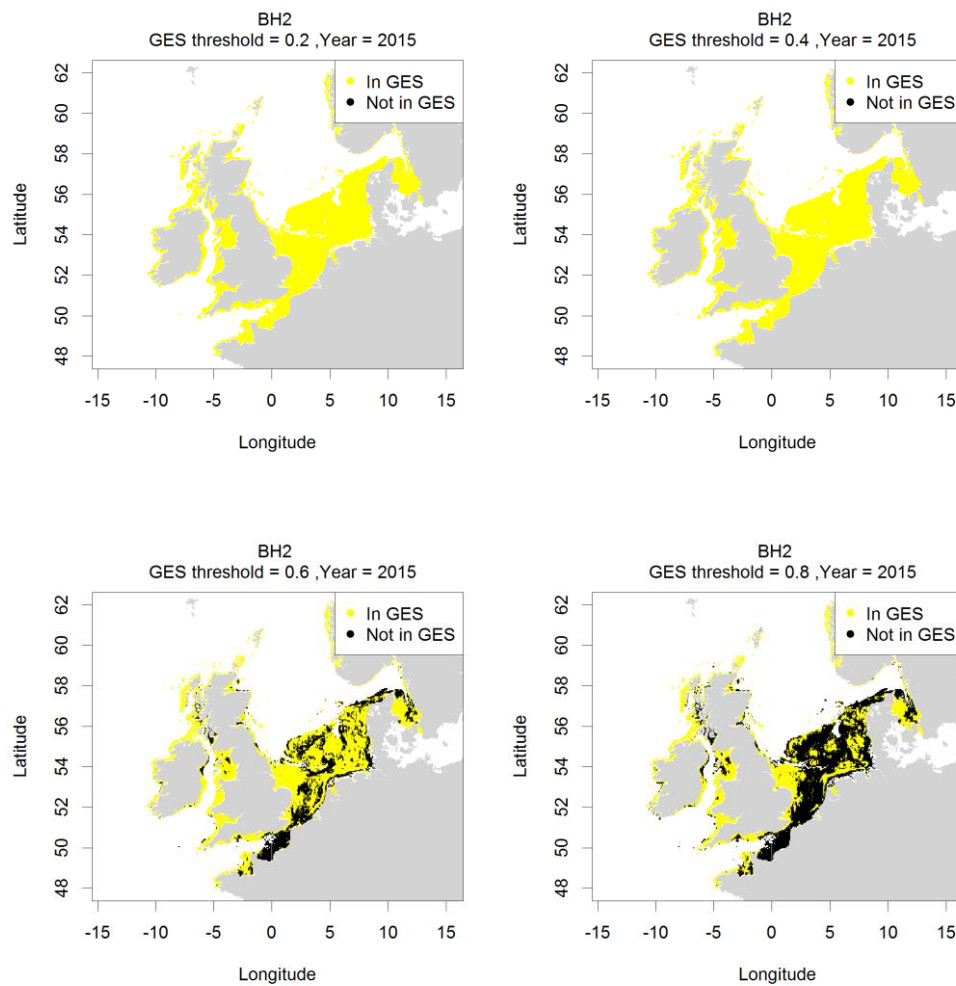 BH2
GES threshold = 0.2 ,Year = 2015
In GES
Not in GES
Latitude
62
60
58
56
54
52
50
48
-15 -10 -5 0 5 10 15
Longitude
BH2
GES threshold = 0.4 ,Year = 2015
In GES
Not in GES
Latitude
62
60
58
56
54
52
50
48
-15 -10 -5 0 5 10 15
Longitude
BH2
GES threshold = 0.6 ,Year = 2015
In GES
Not in GES
Latitude
62
60
58
56
54
52
50
48
-15 -10 -5 0 5 10 15
Longitude
BH2
GES threshold = 0.8 ,Year = 2015
In GES
Not in GES
Latitude
62
60
58
56
54
52
50
48
-15 -10 -5 0 5 10 15
Longitude